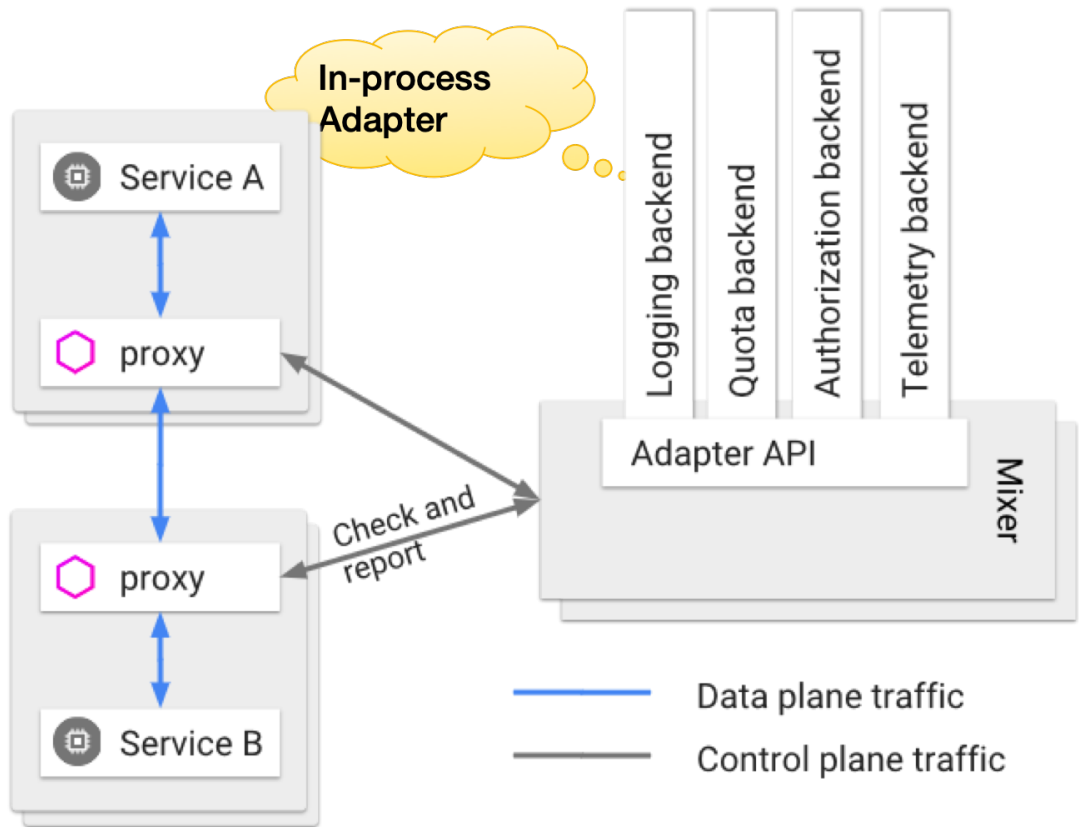 In-process
Adapter
Service A
proxy
proxy
Service B
Check and
report
Logging backend
Quota backend
Authorization backend
Telemetry backend
Adapter API
Mixer
Data plane traffic
Control plane traffic